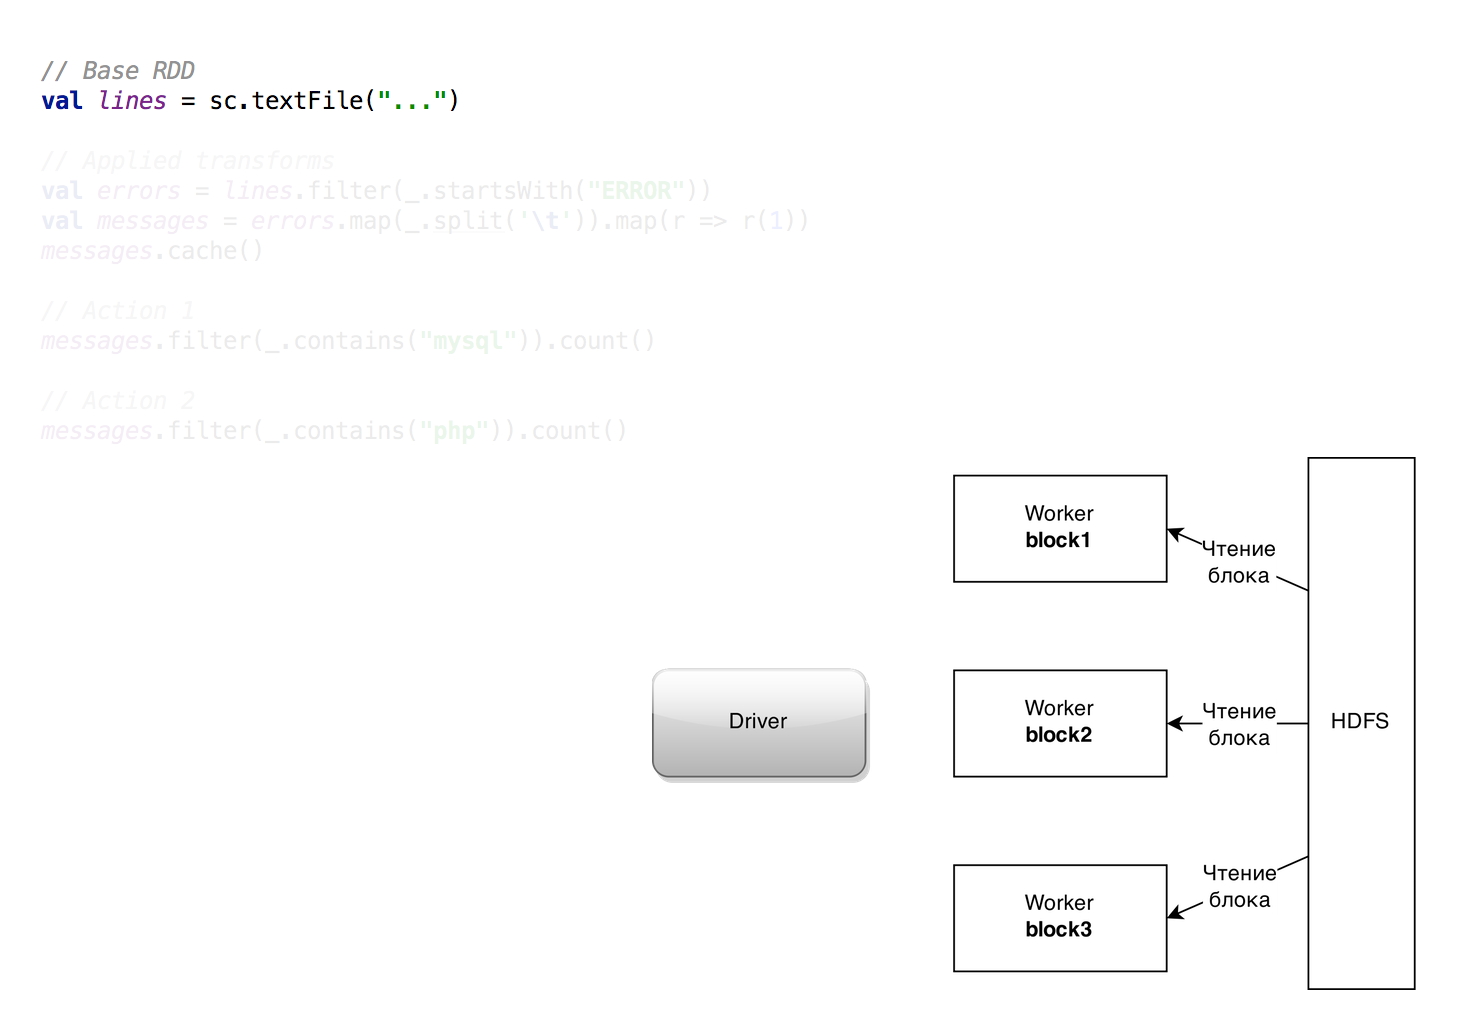 // Base RDD
val lines = sc.textFile("...")
// Applied transforms
val errors = lines.filter(_.startsWith("ERROR"))
val messages = errors.map(_.split('\t')).map(r => r(1))
messages.cache()
// Action 1
messages.filter(_.contains("mysql")).count()
// Action 2
messages.filter(_.contains("php")).count()
Worker
block1
Чтение
блока
Driver
Worker
block2
Чтение
блока
HDFS
Worker
block3
Чтение
блока